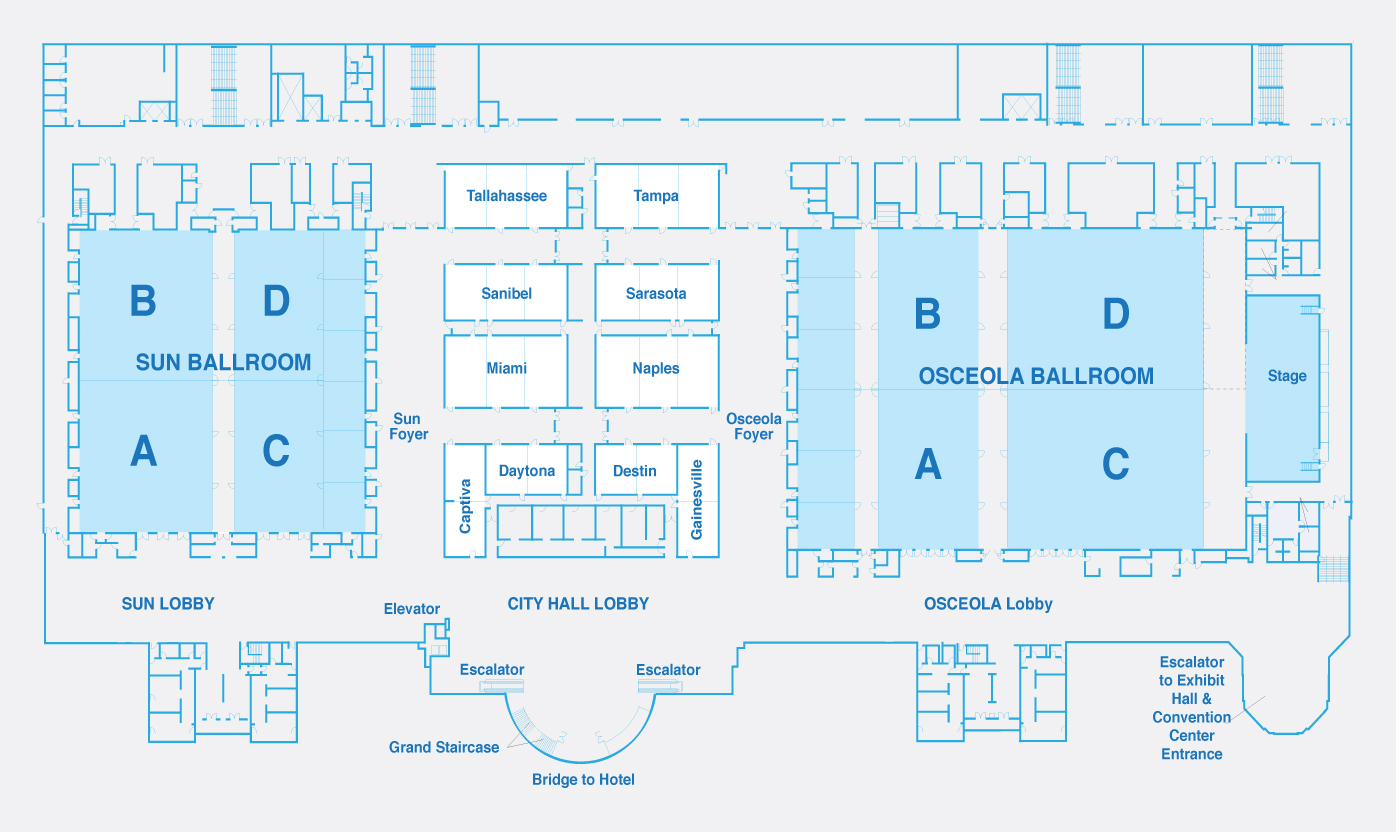 Tallahassee
Tampa
B
D
Sanibel
Sarasota
B
D
SUN BALLROOM
Miami
Naples
OSCEOLA BALLROOM
Stage
Sun
Foyer
Osceola
Foyer
A
C
Captiva
Daytona
Destin
Gainesville
A
C
SUN LOBBY
Elevator
CITY HALL LOBBY
OSCEOLA Lobby
Escalator
Escalator
Escalator
to Exhibit
Hall &
Convention
Center
Entrance
Grand Staircase
Bridge to Hotel